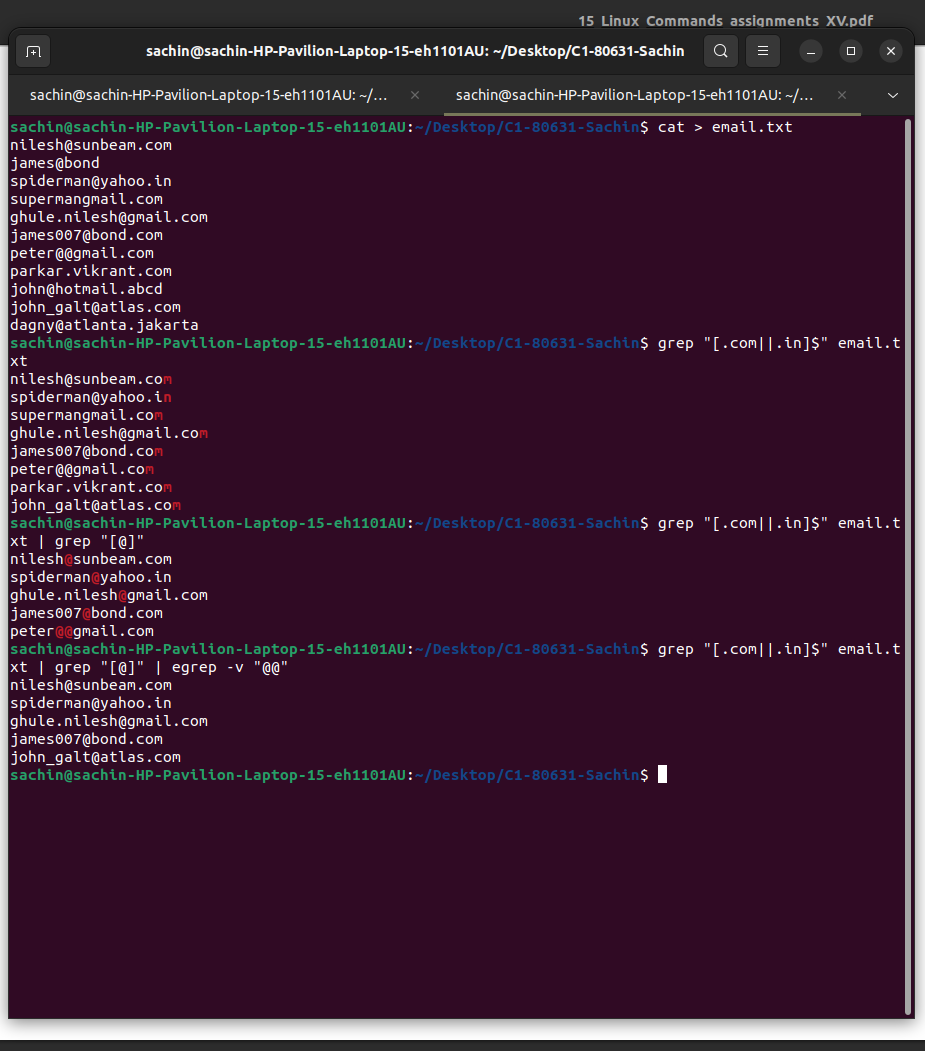 15 Linux Commands assignments XV.pdf
sachin@sachin-HP-Pavilion-Laptop-15-eh1101AU: ~/Desktop/C1-80631-Sachin
sachin@sachin-HP-Pavilion-Laptop-15-eh1101AU: ~/... × sachin@sachin-HP-Pavilion-Laptop-15-eh1101AU: ~/... ×
sachin@sachin-HP-Pavilion-Laptop-15-eh1101AU:~/Desktop/C1-80631-Sachin$ cat > email.txt
nilesh@sunbeam.com
james@bond
spiderman@yahoo.in
supermangmail.com
ghule.nilesh@gmail.com
james007@bond.com
peter@@gmail.com
parkar.vikrant.com
john@hotmail.abcd
john_galt@atlas.com
dagny@atlanta.jakarta
sachin@sachin-HP-Pavilion-Laptop-15-eh1101AU:~/Desktop/C1-80631-Sachin$ grep "[.com||.in]$" email.t
xt
nilesh@sunbeam.com
spiderman@yahoo.in
supermangmail.com
ghule.nilesh@gmail.com
james007@bond.com
peter@@gmail.com
parkar.vikrant.com
john_galt@atlas.com
sachin@sachin-HP-Pavilion-Laptop-15-eh1101AU:~/Desktop/C1-80631-Sachin$ grep "[.com||.in]$" email.t
xt | grep "[@]"
nilesh@sunbeam.com
spiderman@yahoo.in
ghule.nilesh@gmail.com
james007@bond.com
peter@@gmail.com
sachin@sachin-HP-Pavilion-Laptop-15-eh1101AU:~/Desktop/C1-80631-Sachin$ grep "[.com||.in]$" email.t
xt | grep "[@]" | egrep -v "@@"
nilesh@sunbeam.com
spiderman@yahoo.in
ghule.nilesh@gmail.com
james007@bond.com
john_galt@atlas.com
sachin@sachin-HP-Pavilion-Laptop-15-eh1101AU:~/Desktop/C1-80631-Sachin$